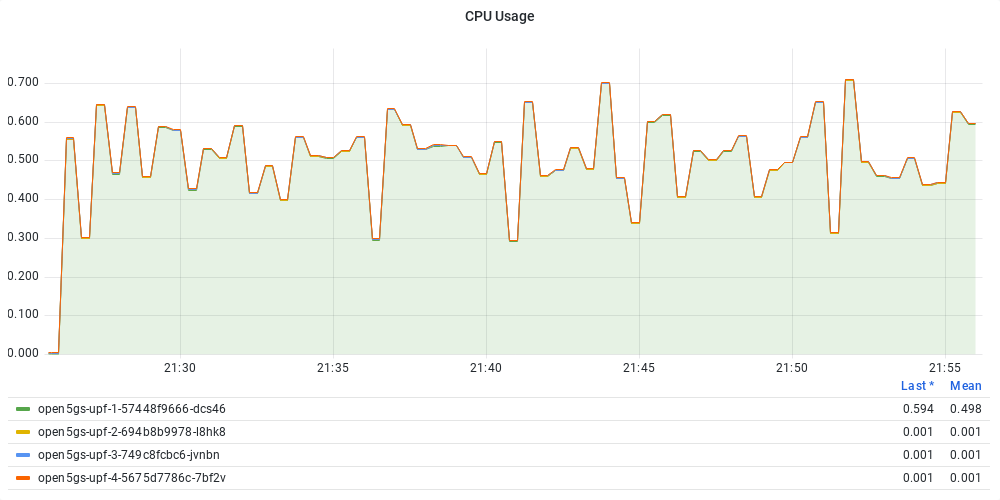 CPU Usage
0.700
0.600
0.500
0.400
0.300
0.200
0.100
0.000
21:30 21:35 21:40 21:45 21:50 21:55
Last * Mean
open5gs-upf-1-57448f9666-dcs46 0.594 0.498
open5gs-upf-2-694b8b9978-l8hk8 0.001 0.001
open5gs-upf-3-749c8fcbc6-jvnbn 0.001 0.001
open5gs-upf-4-5675d7786c-7bf2v 0.001 0.001